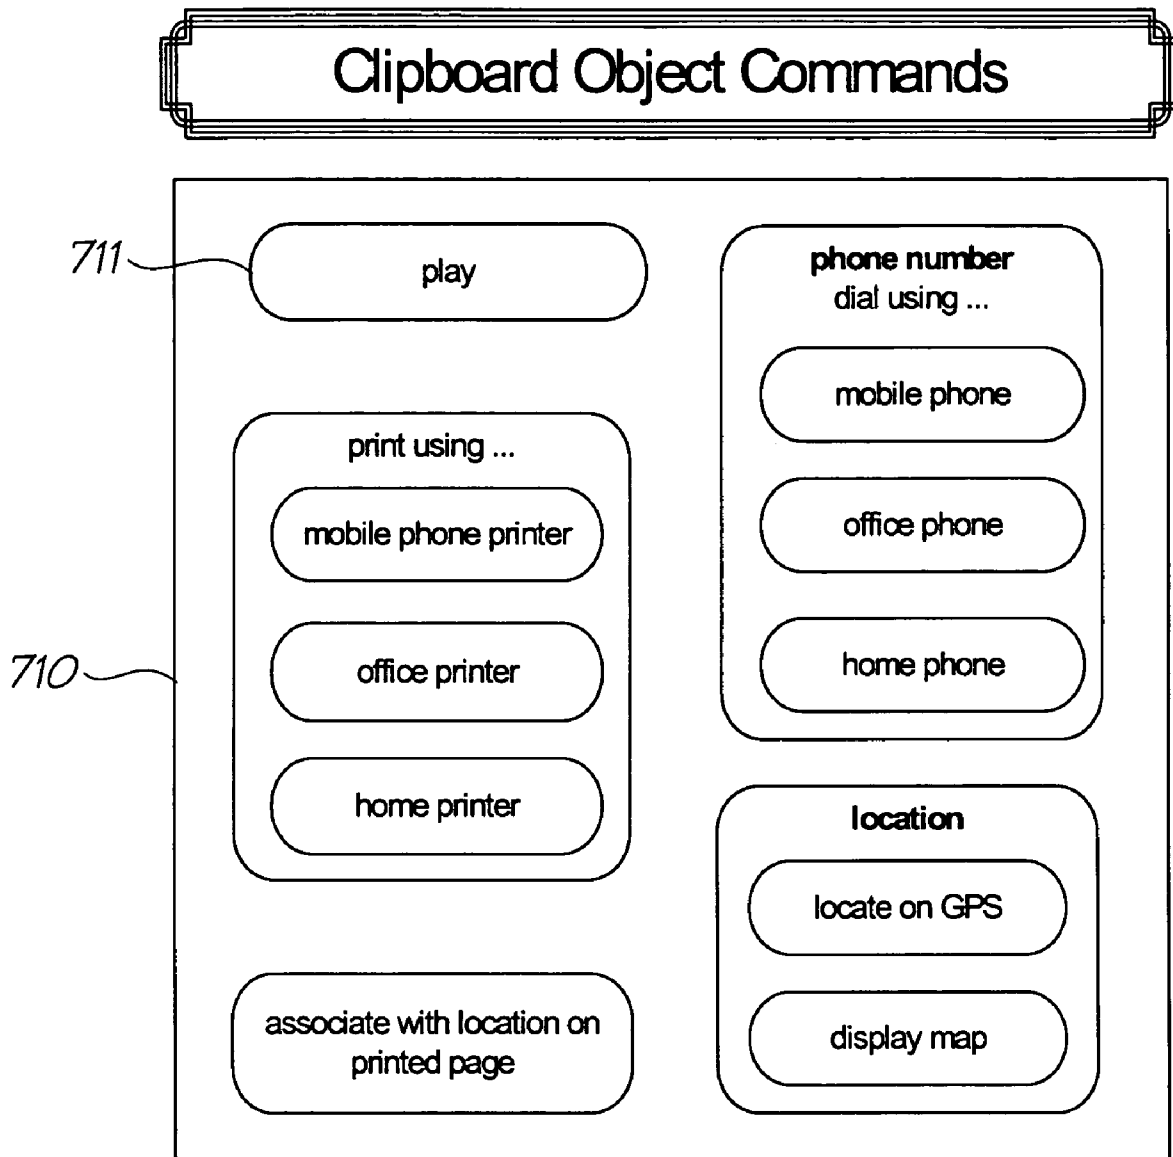 Clipboard Object Commands
711
play
print using ...
mobile phone printer
office printer
home printer
710
associate with location on
printed page
phone number
dial using ...
mobile phone
office phone
home phone
location
locate on GPS
display map